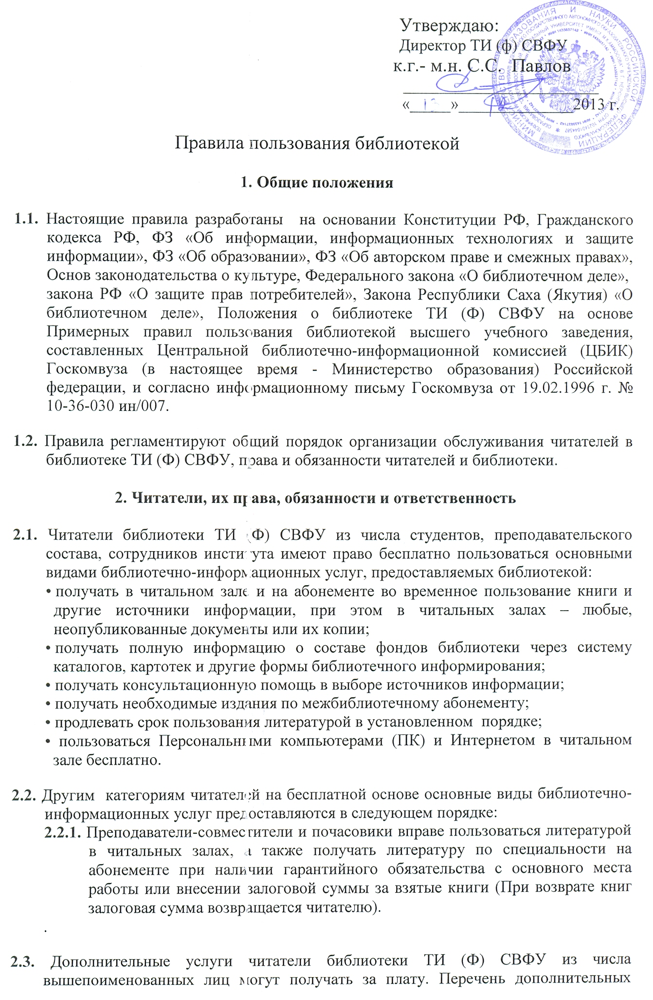 Утверждаю:
Директор ТИ (ф) СВФУ
к.г.- м.н. С.С. Павлов
«13»12 2013 г.
Правила пользования библиотекой
1. Общие положения
1.1. Настоящие правила разработаны на основании Конституции РФ, Гражданского
кодекса РФ, ФЗ «Об информации, информационных технологиях и защите
информации», ФЗ «Об образовании», ФЗ «Об авторском праве и смежных правах»,
Основ законодательства о культуре, Федерального закона «О библиотечном деле»,
закона РФ «О защите прав потребителей», Закона Республики Саха (Якутия) «О
библиотечном деле», Положения о библиотеке ТИ (Ф) СВФУ на основе
Примерных правил пользования библиотекой высшего учебного заведения,
составленных Центральной библиотечно-информационной комиссией (ЦБИК)
Госкомвуза (в настоящее время - Министерство образования) Российской
федерации, и согласно информационному письму Госкомвуза от 19.02.1996 г. №
10-36-030 ин/007.
1.2. Правила регламентируют общий порядок организации обслуживания читателей в
библиотеке ТИ (Ф) СВФУ, права и обязанности читателей и библиотеки.
2. Читатели, их права, обязанности и ответственность
2.1. Читатели библиотеки ТИ (Ф) СВФУ из числа студентов, преподавательского
состава, сотрудников института имеют право бесплатно пользоваться основными
видами библиотечно-информационных услуг, предоставляемых библиотекой:
• получать в читальном зале и на абонементе во временное пользование книги и
другие источники информации, при этом в читальных залах – любые,
неопубликованные документы или их копии;
• получать полную информацию о составе фондов библиотеки через систему
каталогов, картотек и другие формы библиотечного информирования;
• получать консультационную помощь в выборе источников информации;
• получать необходимые издания по межбиблиотечному абонементу;
• продлевать срок пользования литературой в установленном порядке;
• пользоваться Персональными компьютерами (ПК) и Интернетом в читальном
зале бесплатно.
2.2. Другим категориям читателей на бесплатной основе основные виды библиотечно-
информационных услуг предоставляются в следующем порядке:
2.2.1. Преподаватели-совместители и почасовики вправе пользоваться литературой
в читальных залах, а также получать литературу по специальности на
абонементе при наличии гарантийного обязательства с основного места
работы или внесении залоговой суммы за взятые книги (При возврате книг
залоговая сумма возвращается читателю).
.
2.3. Дополнительные услуги читатели библиотеки ТИ (Ф) СВФУ из числа
вышепоименованных лиц могут получать за плату. Перечень дополнительных